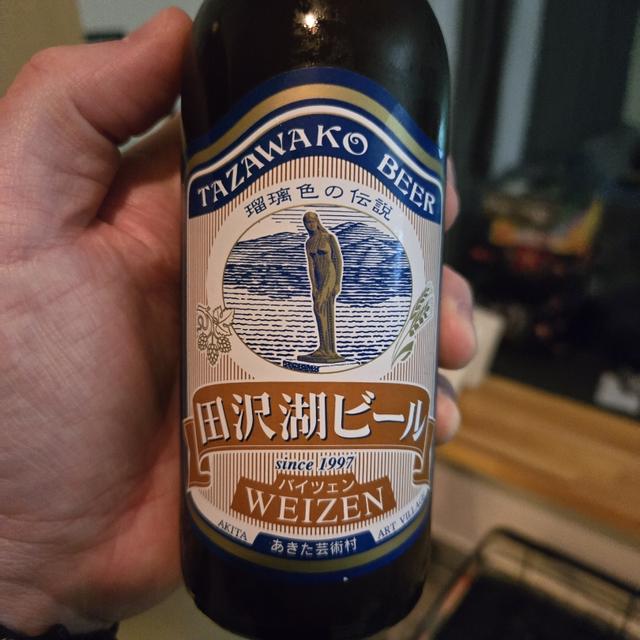 TAZAWAKO BEER
瑠璃色の伝説
田沢湖ビール
since 1997
バイツェン
WEIZEN
AKITA あきた芸術村 ART VILLAGE